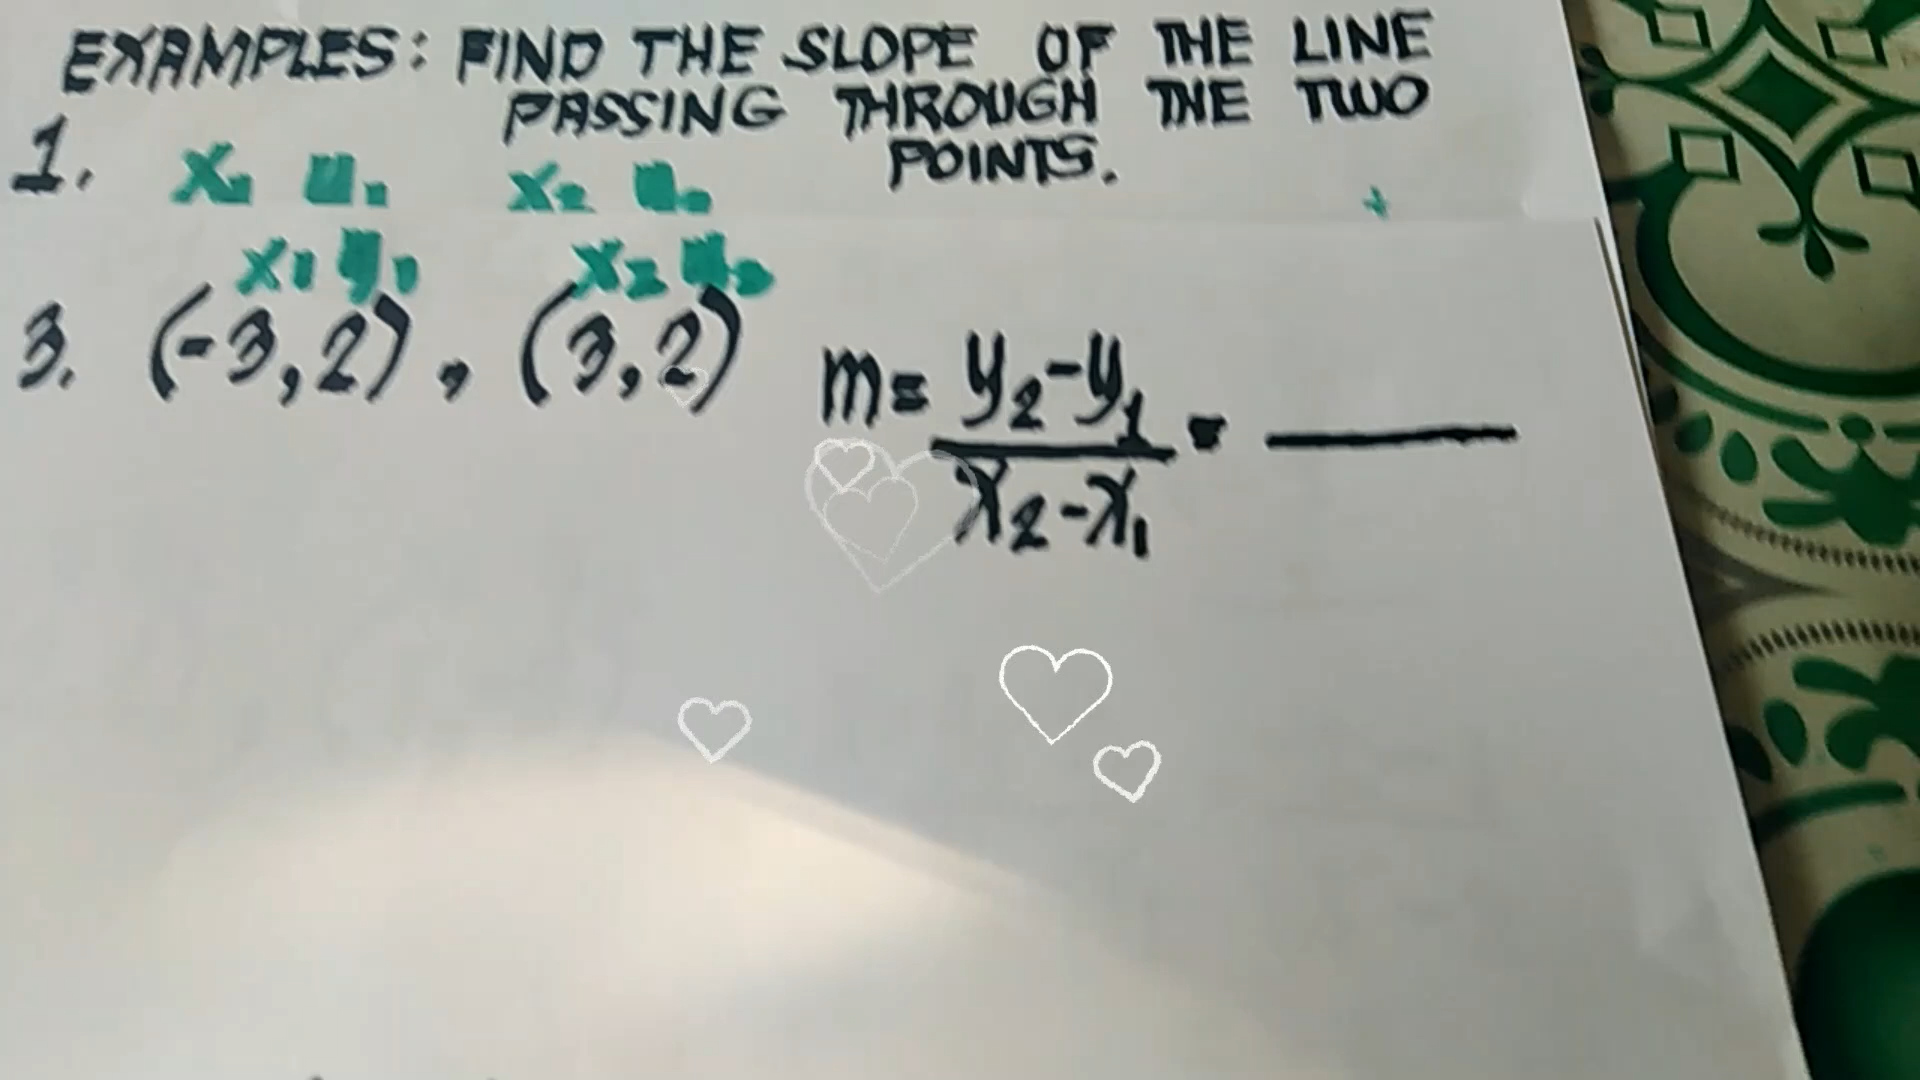 EXAMPLES: FIND THE SLOPE OF THE LINE
PASSING THROUGH THE TWO
POINTS.
1.
x₁ y₁ x₂ y₂
3. (-3,2), (3,2)
m = y₂-y₁ =
x₂-x₁